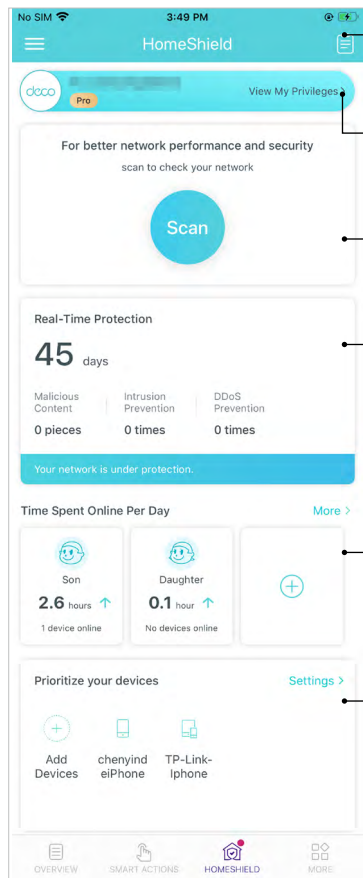 No SIM 3:49 PM
HomeShield
deco
Pro
View My Privileges >
For better network performance and security
scan to check your network
Scan
Real-Time Protection
45 days
Malicious Content
Intrusion Prevention
DDoS Prevention
0 pieces 0 times 0 times
Your network is under protection.
Time Spent Online Per Day More >
Son Daughter
2.6 hours ↑ 0.1 hour ↑
1 device online No devices online
Prioritize your devices Settings >
Add Devices
chenyind eiPhone
TP-Link-Iphone
OVERVIEW SMART ACTIONS HOMESHIELD MORE